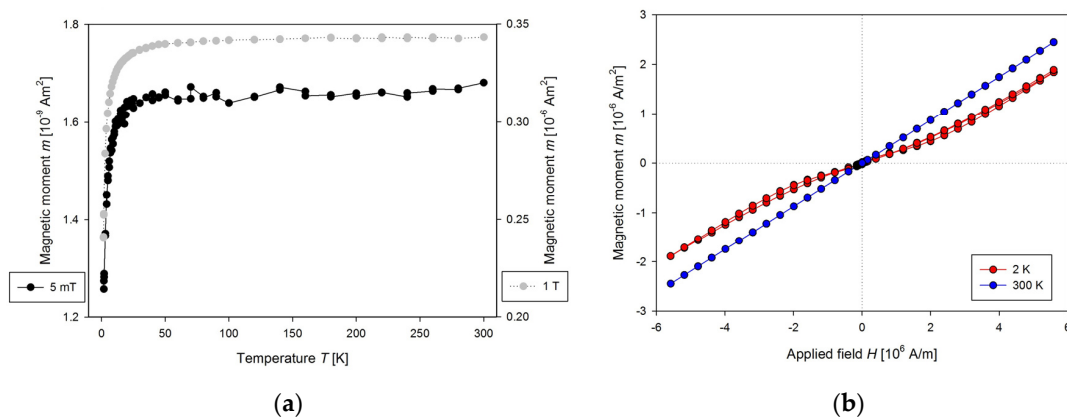 Magnetic moment m [10⁻⁹ Am²]
1.8
1.6
1.4
1.2
0.35
0.30
0.25
0.20
Magnetic moment m [10⁻⁶ Am²]
5 mT
1 T
0 50 100 150 200 250 300
Temperature T [K]
(a)
Magnetic moment m [10⁻⁶ A/m²]
3
2
1
0
-1
-2
-3
2 K
300 K
-6 -4 -2 0 2 4 6
Applied field H [10⁶ A/m]
(b)